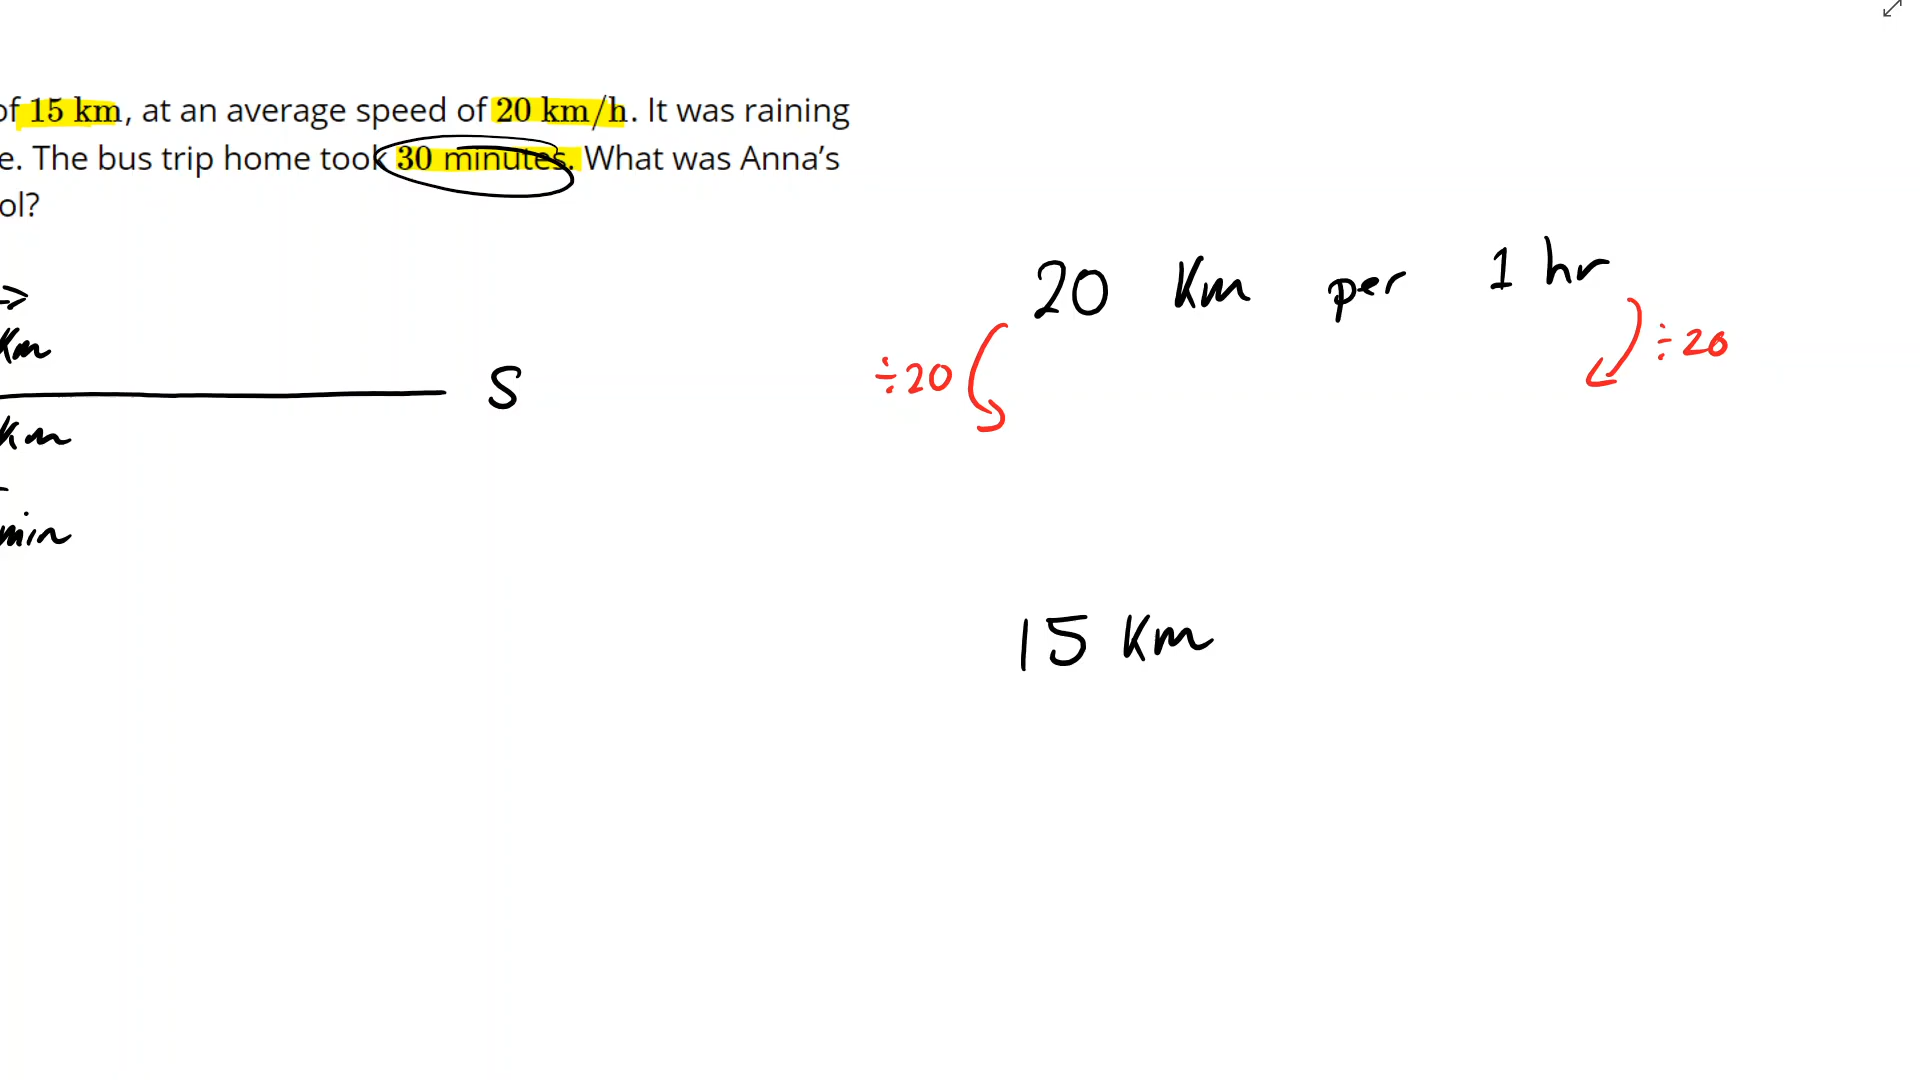 of 15 km, at an average speed of 20 km/h. It was raining
e. The bus trip home took 30 minutes. What was Anna’s
ol?
20 Km per 1 hr
÷20
÷20
Km
S
km
min
15 Km